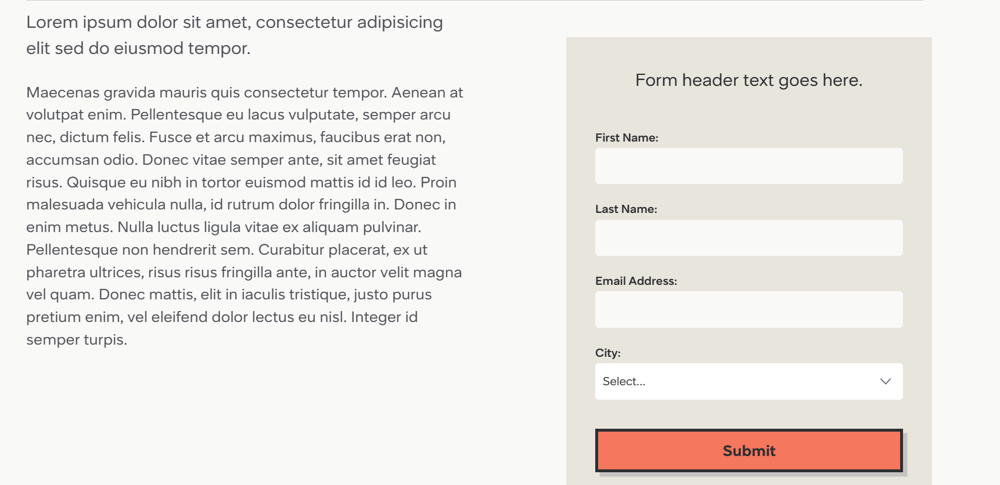 Lorem ipsum dolor sit amet, consectetur adipisicing
elit sed do eiusmod tempor.
Maecenas gravida mauris quis consectetur tempor. Aenean at
volutpat enim. Pellentesque eu lacus vulputate, semper arcu
nec, dictum felis. Fusce et arcu maximus, faucibus erat non,
accumsan odio. Donec vitae semper ante, sit amet feugiat
risus. Quisque eu nibh in tortor euismod mattis id id leo. Proin
malesuada vehicula nulla, id rutrum dolor fringilla in. Donec in
enim metus. Nulla luctus ligula vitae ex aliquam pulvinar.
Pellentesque non hendrerit sem. Curabitur placerat, ex ut
pharetra ultrices, risus risus fringilla ante, in auctor velit magna
vel quam. Donec mattis, elit in iaculis tristique, justo purus
pretium enim, vel eleifend dolor lectus eu nisl. Integer id
semper turpis.
Form header text goes here.
First Name:
Last Name:
Email Address:
City:
Select...
Submit